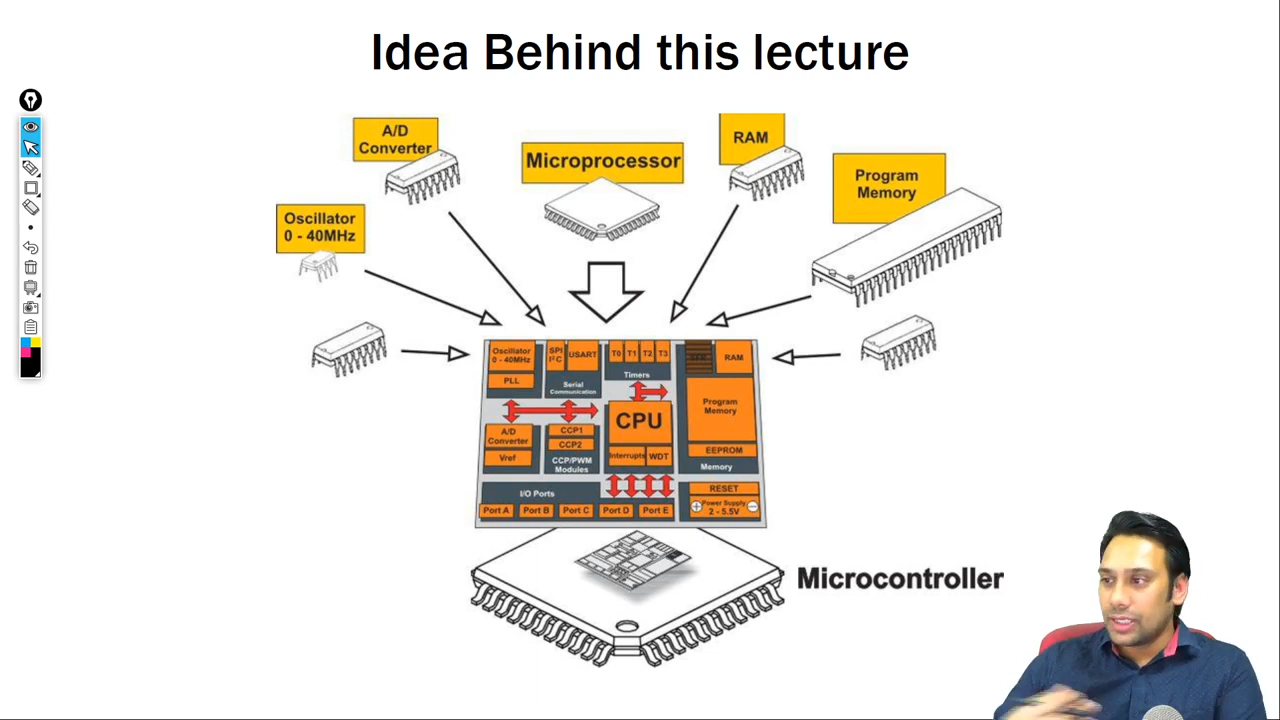 Idea Behind this lecture
A/D
Converter
Microprocessor
RAM
Program
Memory
Oscillator
0 - 40MHz
Oscillator
0 - 40MHz
PLL
SPI
I²C
USART
Serial
Communication
T0 T1 T2 T3
Timers
RAM
Program
Memory
EEPROM
Memory
CPU
Interrupts WDT
A/D
Converter
Vref
CCP1
CCP2
CCP/PWM
Modules
I/O Ports
Port A Port B Port C Port D Port E
RESET
Power Supply
2 - 5.5V
Microcontroller